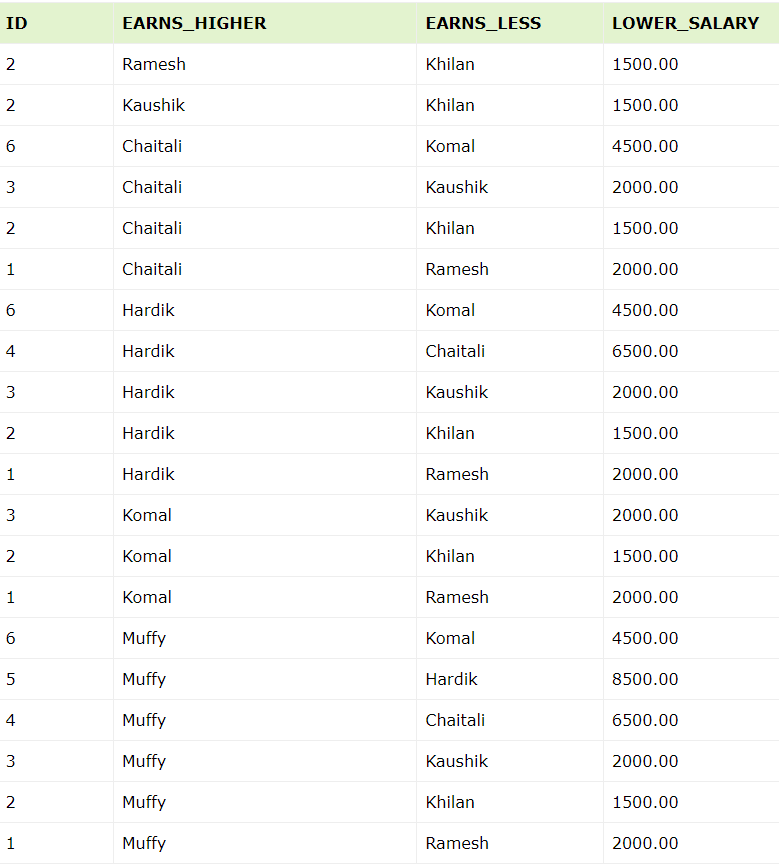 ID EARNS_HIGHER EARNS_LESS LOWER_SALARY
2 Ramesh Khilan 1500.00
2 Kaushik Khilan 1500.00
6 Chaitali Komal 4500.00
3 Chaitali Kaushik 2000.00
2 Chaitali Khilan 1500.00
1 Chaitali Ramesh 2000.00
6 Hardik Komal 4500.00
4 Hardik Chaitali 6500.00
3 Hardik Kaushik 2000.00
2 Hardik Khilan 1500.00
1 Hardik Ramesh 2000.00
3 Komal Kaushik 2000.00
2 Komal Khilan 1500.00
1 Komal Ramesh 2000.00
6 Muffy Komal 4500.00
5 Muffy Hardik 8500.00
4 Muffy Chaitali 6500.00
3 Muffy Kaushik 2000.00
2 Muffy Khilan 1500.00
1 Muffy Ramesh 2000.00